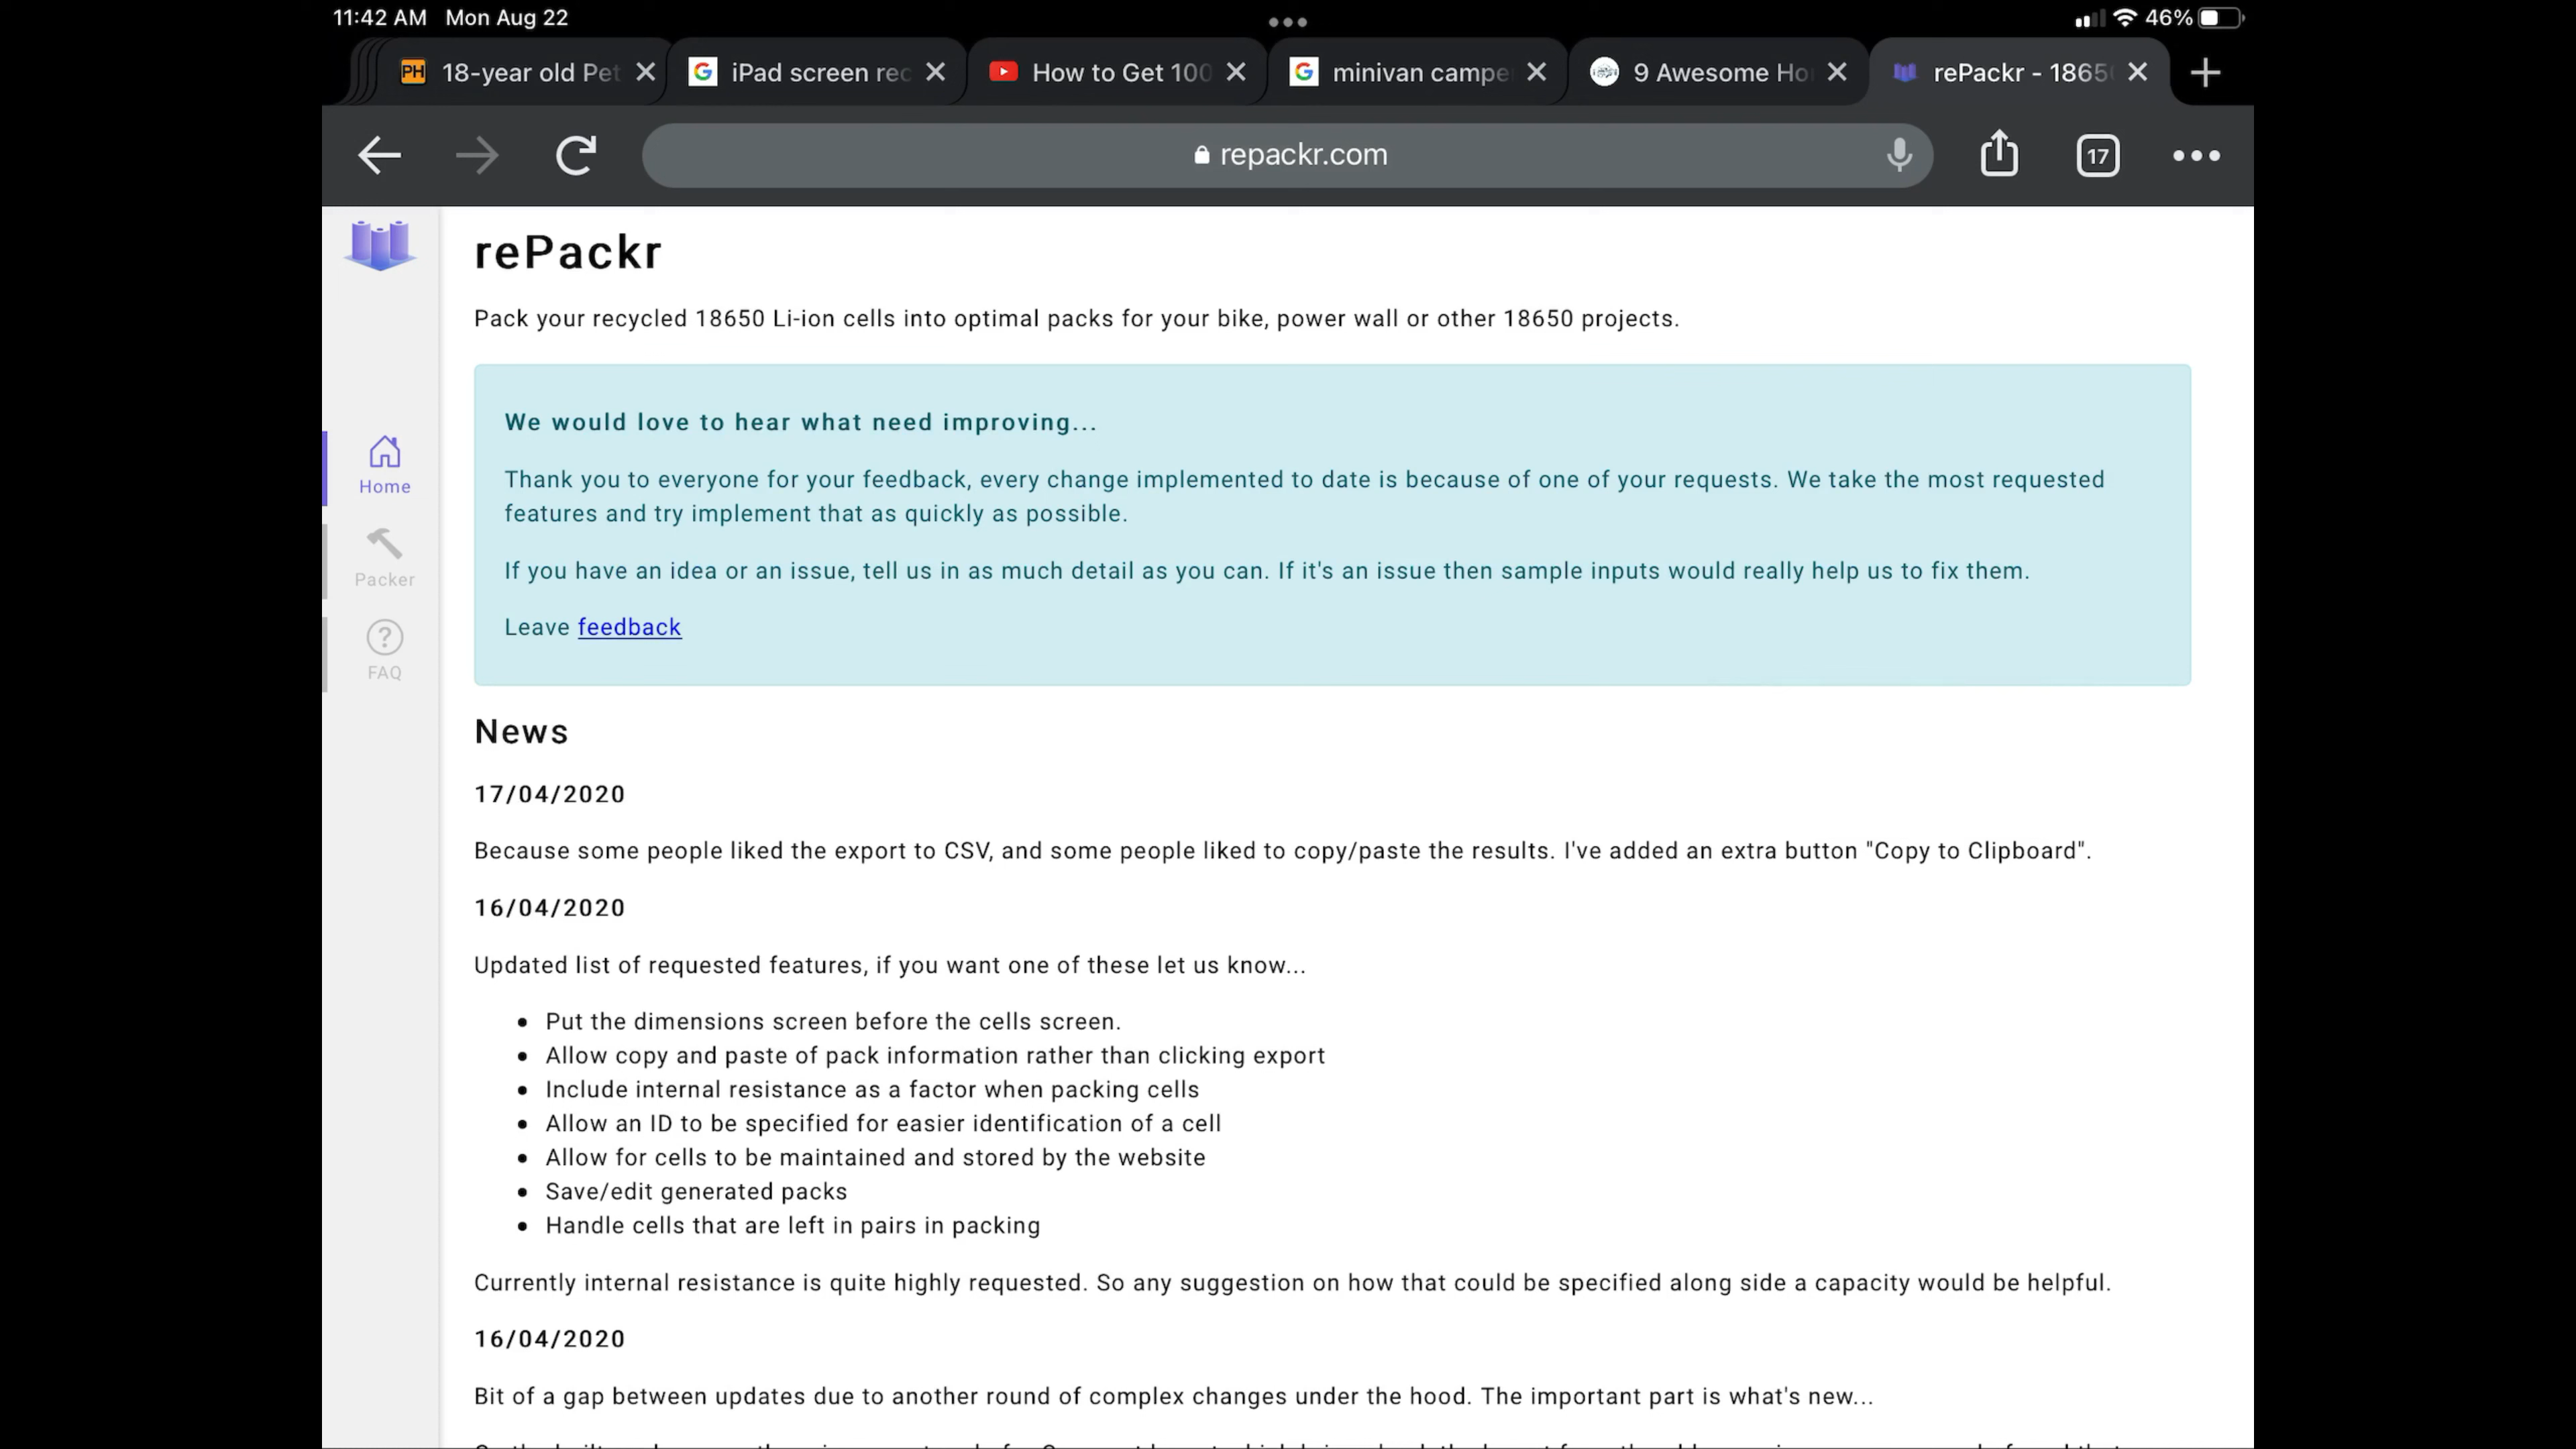 11:42 AM Mon Aug 22
46%
18-year old Pet
iPad screen rec
How to Get 100
minivan campe
9 Awesome Ho
rePackr - 1865
repackr.com
17
rePackr
Pack your recycled 18650 Li-ion cells into optimal packs for your bike, power wall or other 18650 projects.
We would love to hear what need improving...
Thank you to everyone for your feedback, every change implemented to date is because of one of your requests. We take the most requested
features and try implement that as quickly as possible.
If you have an idea or an issue, tell us in as much detail as you can. If it's an issue then sample inputs would really help us to fix them.
Leave feedback
Home
Packer
FAQ
News
17/04/2020
Because some people liked the export to CSV, and some people liked to copy/paste the results. I've added an extra button "Copy to Clipboard".
16/04/2020
Updated list of requested features, if you want one of these let us know...
• Put the dimensions screen before the cells screen.
• Allow copy and paste of pack information rather than clicking export
• Include internal resistance as a factor when packing cells
• Allow an ID to be specified for easier identification of a cell
• Allow for cells to be maintained and stored by the website
• Save/edit generated packs
• Handle cells that are left in pairs in packing
Currently internal resistance is quite highly requested. So any suggestion on how that could be specified along side a capacity would be helpful.
16/04/2020
Bit of a gap between updates due to another round of complex changes under the hood. The important part is what's new...